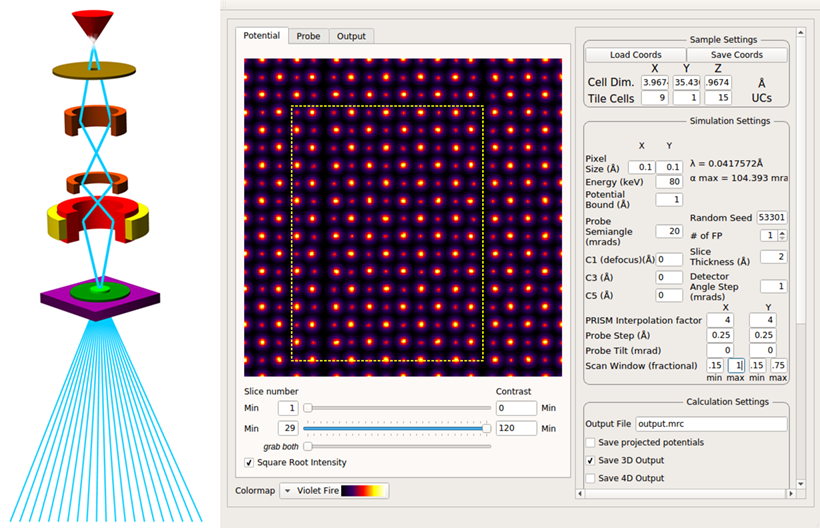 Potential Probe Output
Slice number Contrast
Min 1 0 Min
Min 29 120 Min
grab both
Square Root Intensity
Colormap Violet Fire
Sample Settings
Load Coords Save Coords
X Y Z
Cell Dim. 3.967 35.43 .9674 Å
Tile Cells 9 1 15 UCs
Simulation Settings
X Y
Pixel
Size (Å) 0.1 0.1
λ = 0.0417572Å
Energy (keV) 80
α max = 104.393 mra
Potential
Bound (Å) 1
Probe
Semiangle
(mrads) 20
Random Seed 53301
# of FP 1
C1 (defocus)(Å) 0
Slice
Thickness (Å) 2
C3 (Å) 0
C5 (Å) 0
Detector
Angle Step
(mrads) 1
X Y
PRISM Interpolation factor 4 4
Probe Step (Å) 0.25 0.25
Probe Tilt (mrad) 0 0
Scan Window (fractional) .15 1 .15 .75
min max min max
Calculation Settings
Output File output.mrc
Save projected potentials
Save 3D Output
Save 4D Output